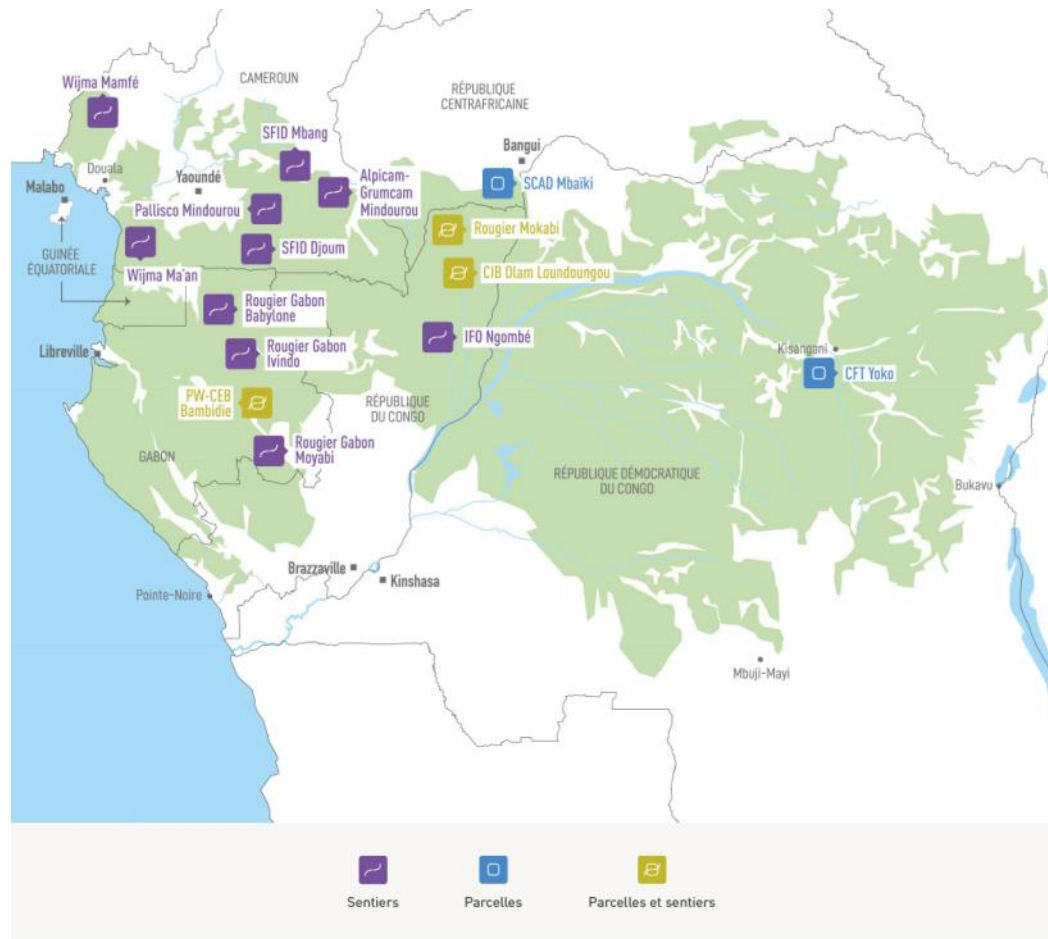 Wijma Mamfé
CAMEROUN
RÉPUBLIQUE
CENTRAFRICAINE
SFID Mbang
Bangui
Douala
Yaoundé
Alpicam-
Grumcam
Mindourou
SCAD Mbaïki
Malabo
Pallisco Mindourou
Rougier Mokabi
SFID Djoum
GUINÉE
ÉQUATORIALE
Wijma Ma'an
CIB Olam Loundoungou
Rougier Gabon
Babylone
IFO Ngombé
Libreville
Rougier Gabon
Ivindo
Kisangani
CFT Yoko
PW-CEB
Bambidie
RÉPUBLIQUE
DU CONGO
Rougier Gabon
Moyabi
GABON
RÉPUBLIQUE DÉMOCRATIQUE
DU CONGO
Bukavu
Brazzaville
Kinshasa
Pointe-Noire
Mbuji-Mayi
Sentiers
Parcelles
Parcelles et sentiers